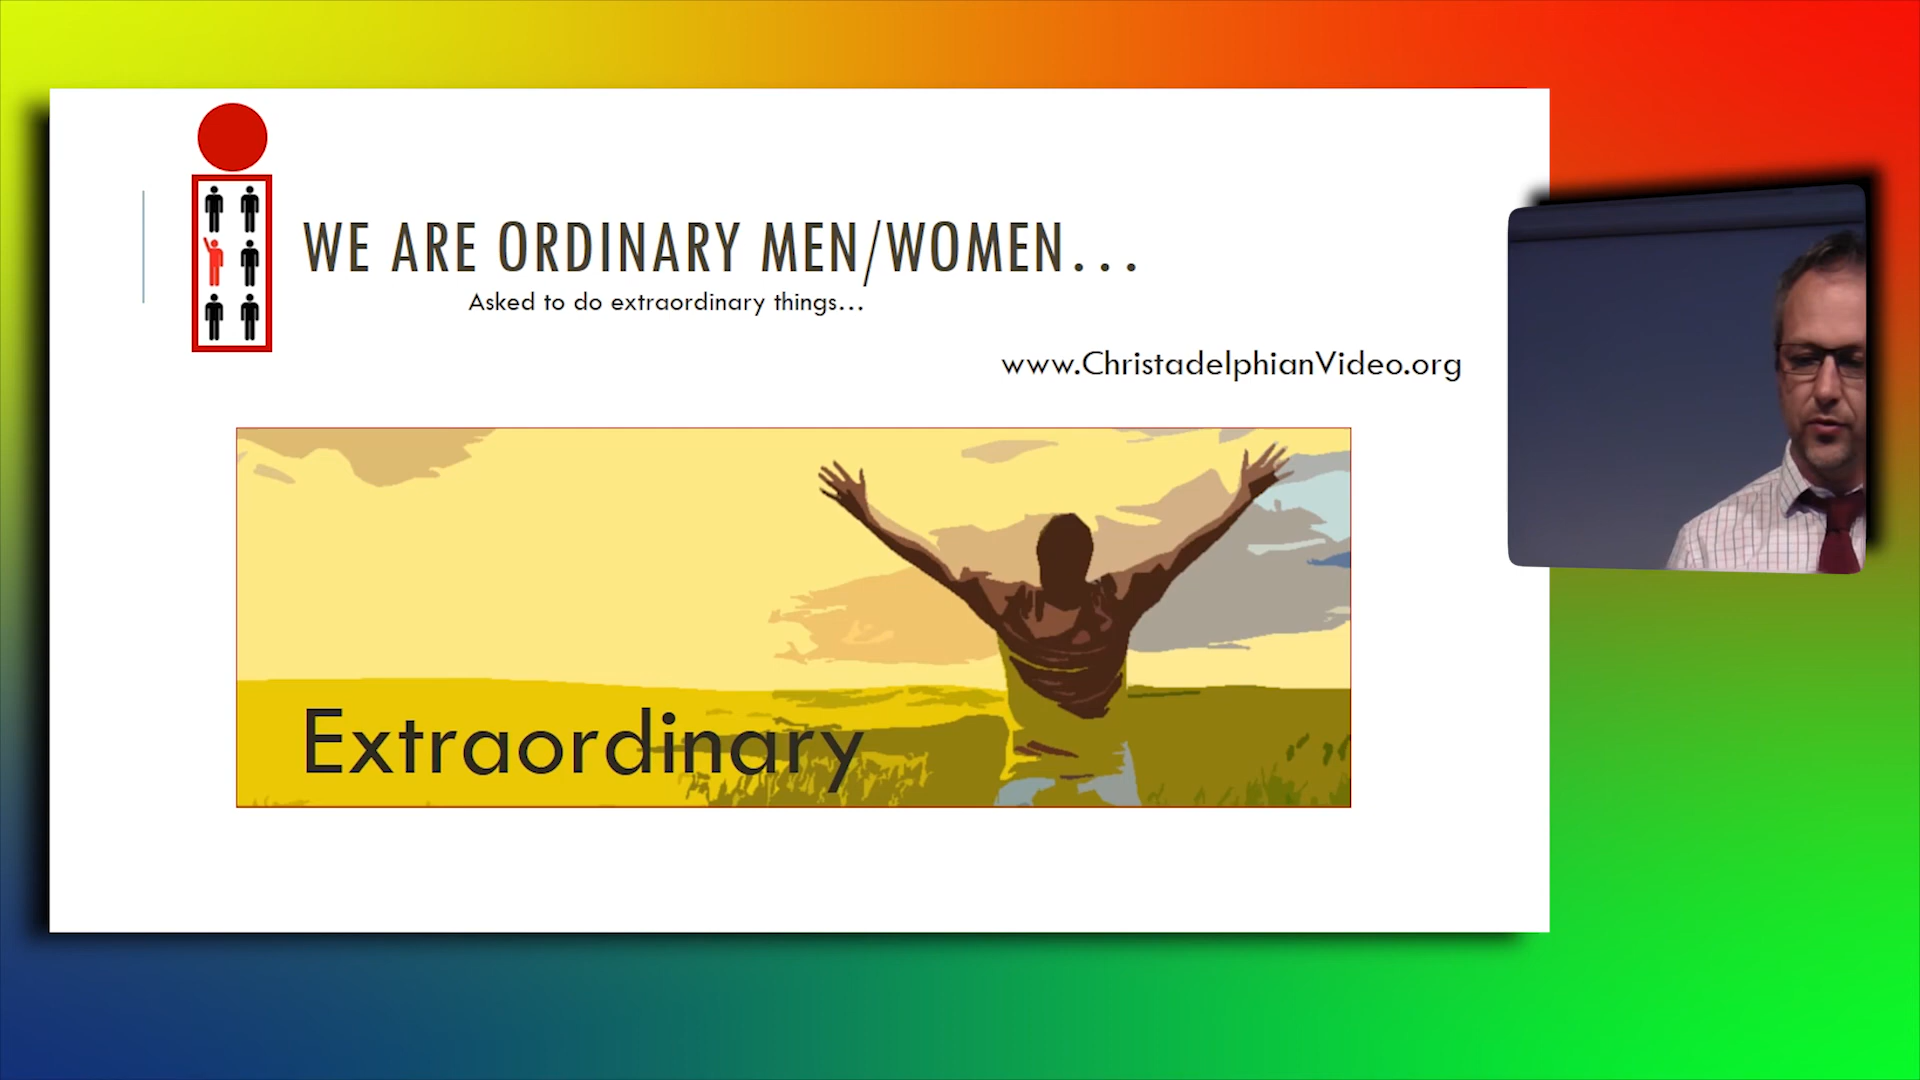 WE ARE ORDINARY MEN/WOMEN...
Asked to do extraordinary things...
www.ChristadelphianVideo.org
Extraordinary